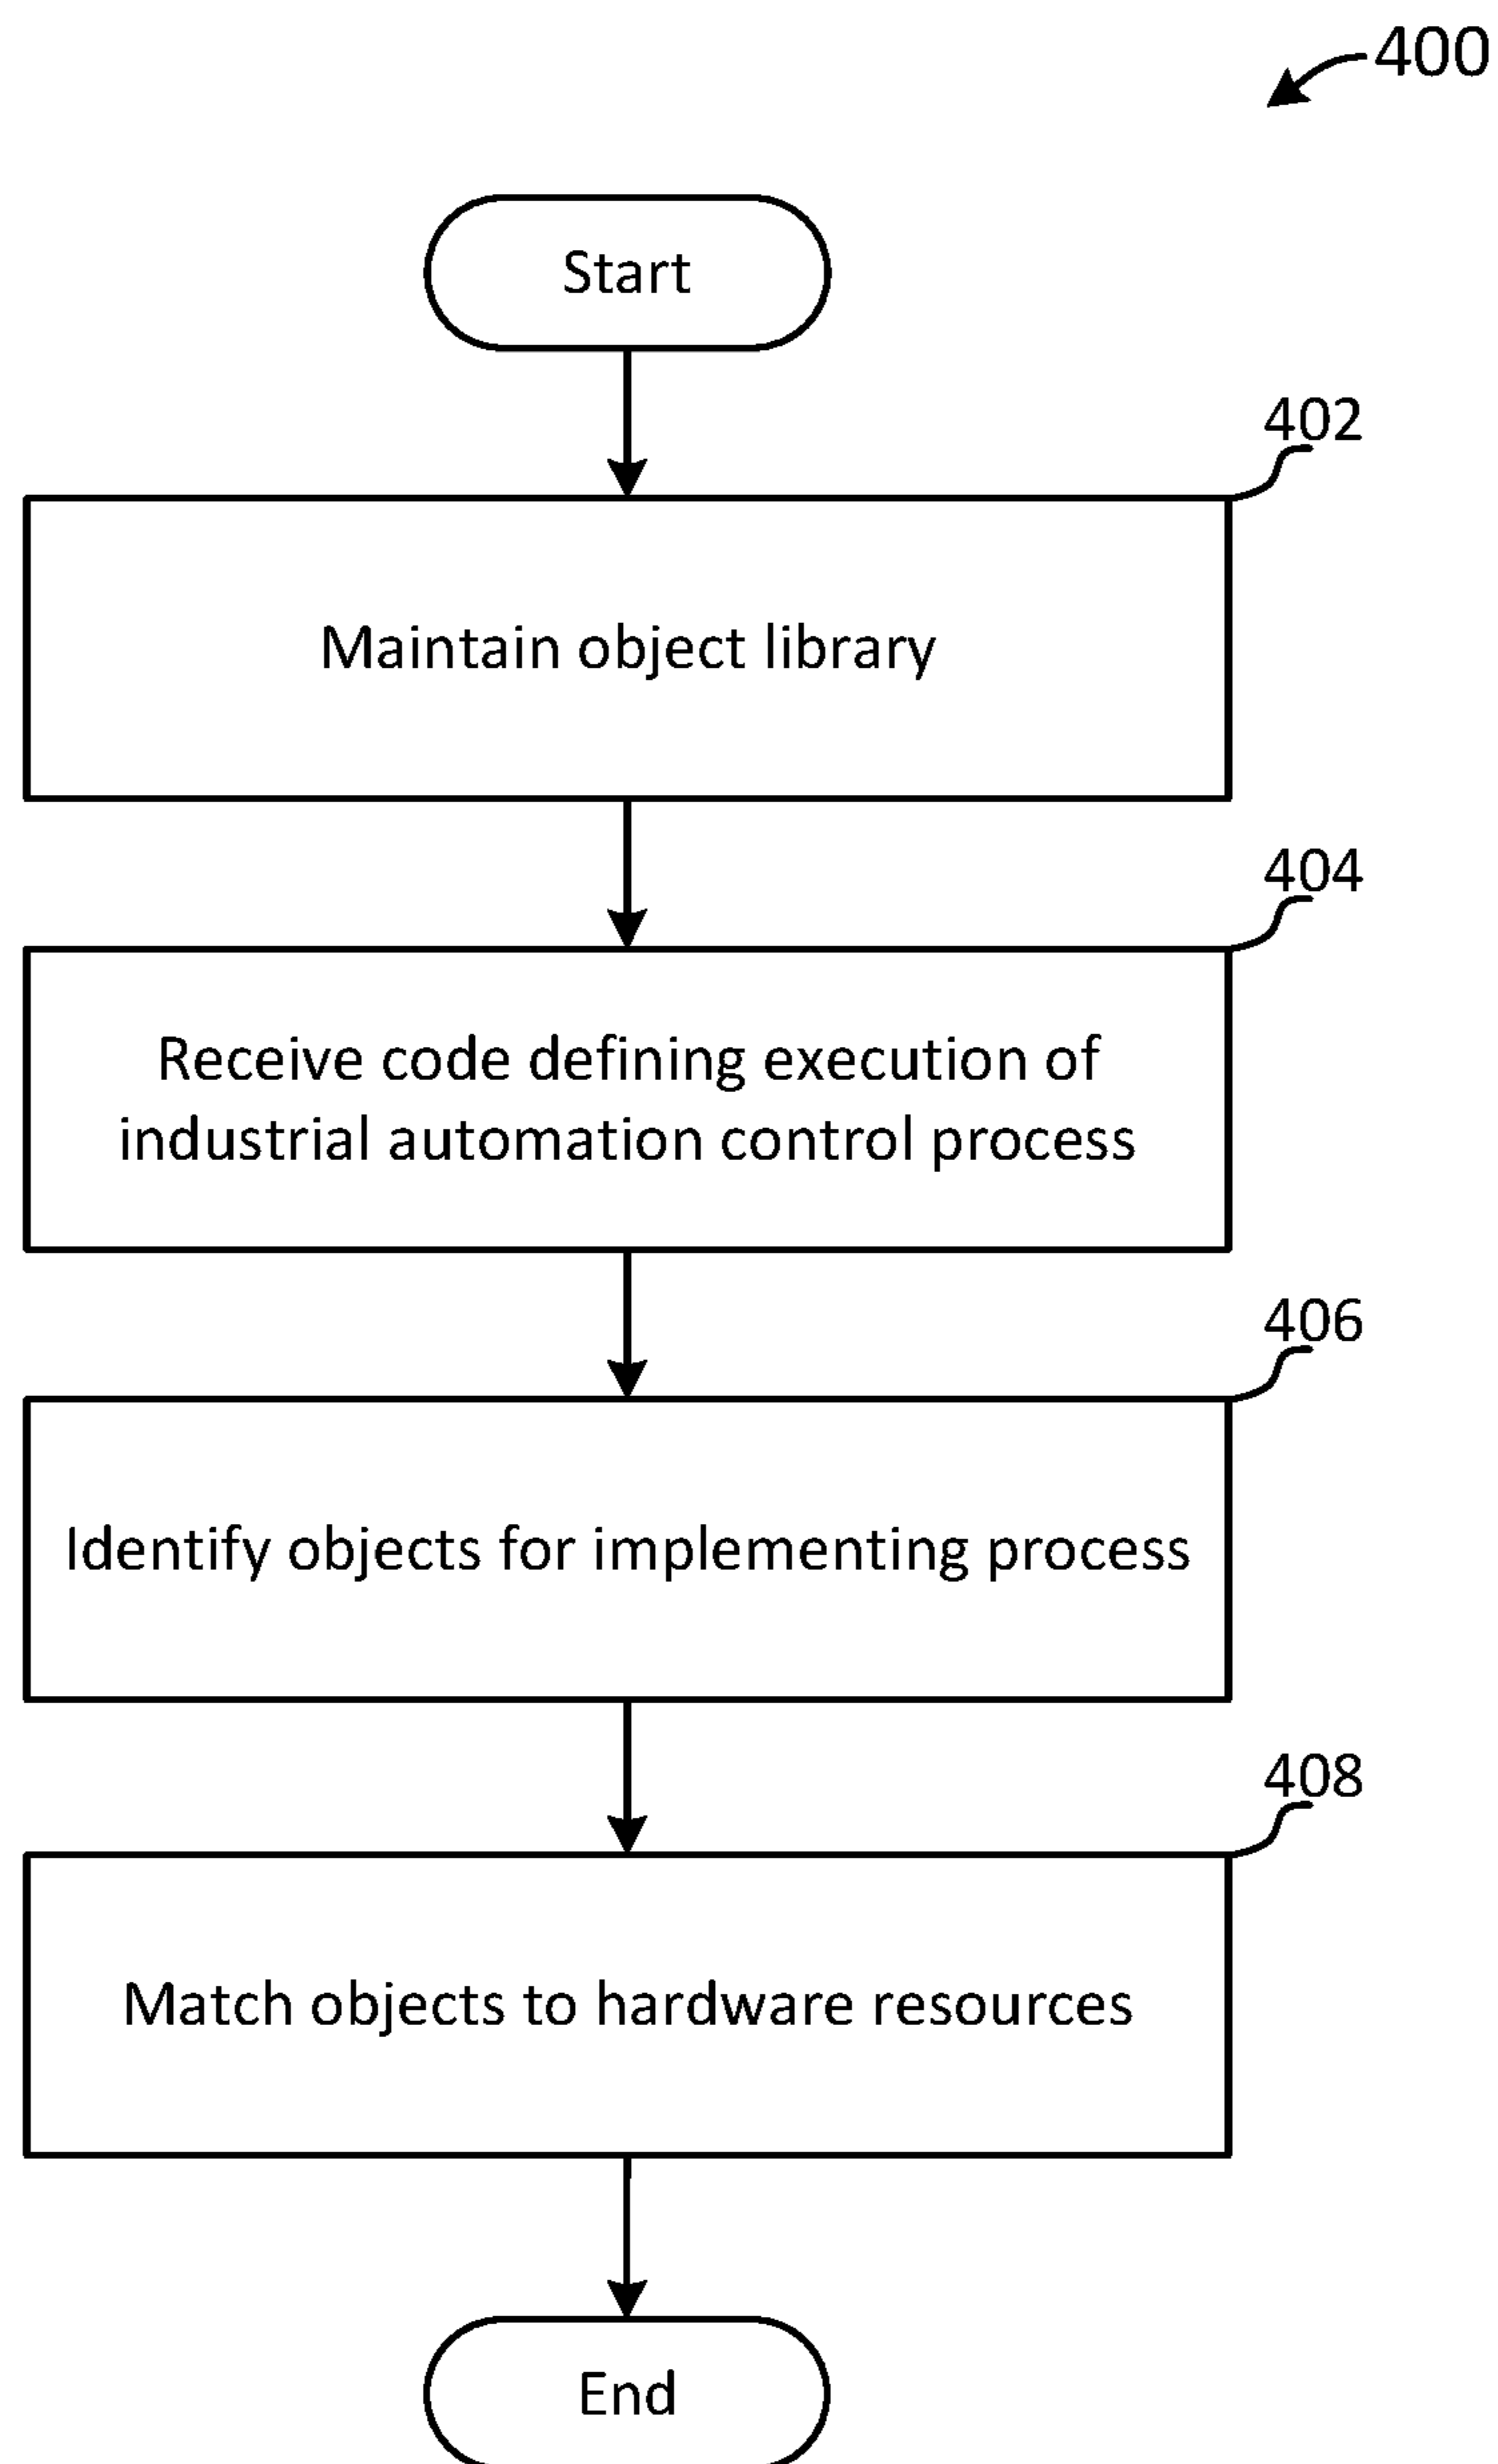 400
Start
402
Maintain object library
404
Receive code defining execution of
industrial automation control process
406
Identify objects for implementing process
408
Match objects to hardware resources
End